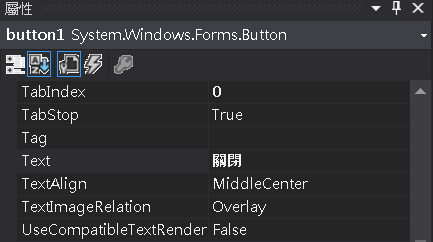 屬性
button1 System.Windows.Forms.Button
TabIndex 0
TabStop True
Tag
Text 關閉
TextAlign MiddleCenter
TextImageRelation Overlay
UseCompatibleTextRender False